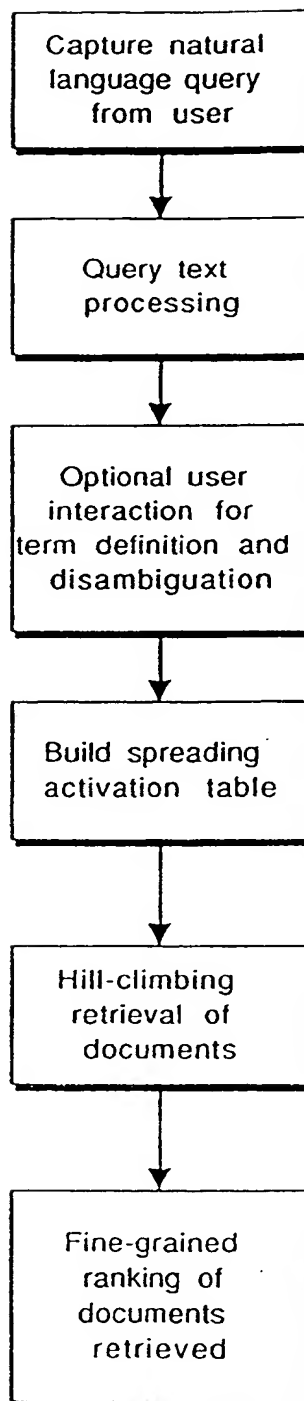 Capture natural
language query
from user
Query text
processing
Optional user
interaction for
term definition and
disambiguation
Build spreading
activation table
Hill-climbing
retrieval of
documents
Fine-grained
ranking of
documents
retrieved